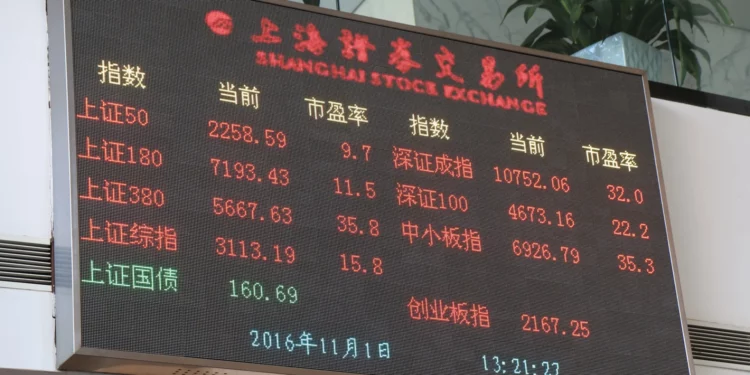 上海證券交易所
SHANGHAI STOCK EXCHANGE
指数 当前 市盈率 指数 当前 市盈率
上证50 2258.59 9.7 深证成指 10752.06 32.0
上证180 7193.43 11.5 深证100 4673.16 22.2
上证380 5667.63 35.8 中小板指 6926.79 35.3
上证综指 3113.19 15.8
上证国债 160.69 创业板指 2167.25
2016年11月1日 13:21:23